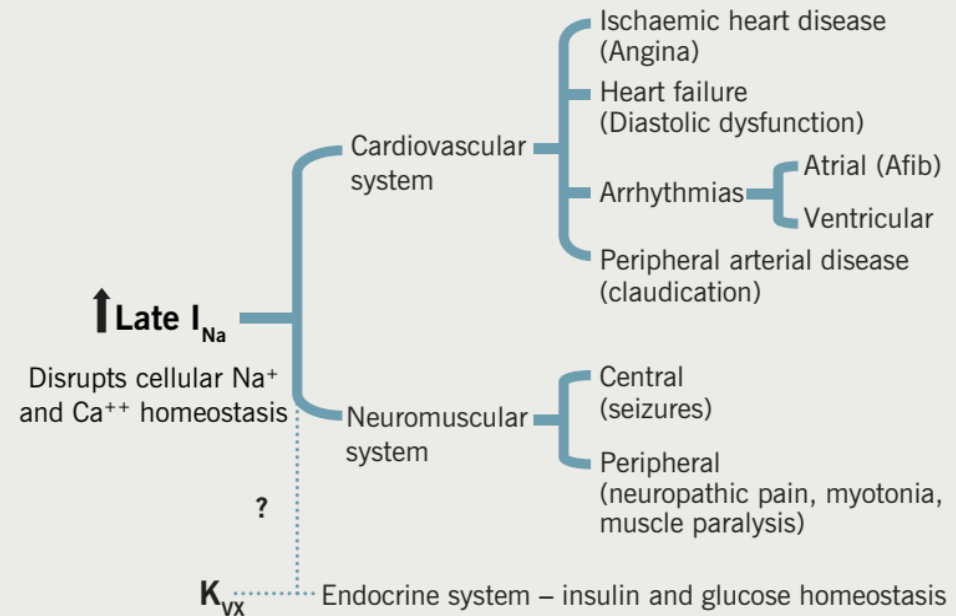 Ischaemic heart disease
(Angina)
Heart failure
(Diastolic dysfunction)
Cardiovascular
system
Arrhythmias
Atrial (Afib)
Ventricular
Peripheral arterial disease
(claudication)
Late I_Na
Disrupts cellular Na⁺
and Ca⁺⁺ homeostasis
Central
(seizures)
Neuromuscular
system
Peripheral
(neuropathic pain, myotonia,
muscle paralysis)
?
K_VX
Endocrine system – insulin and glucose homeostasis